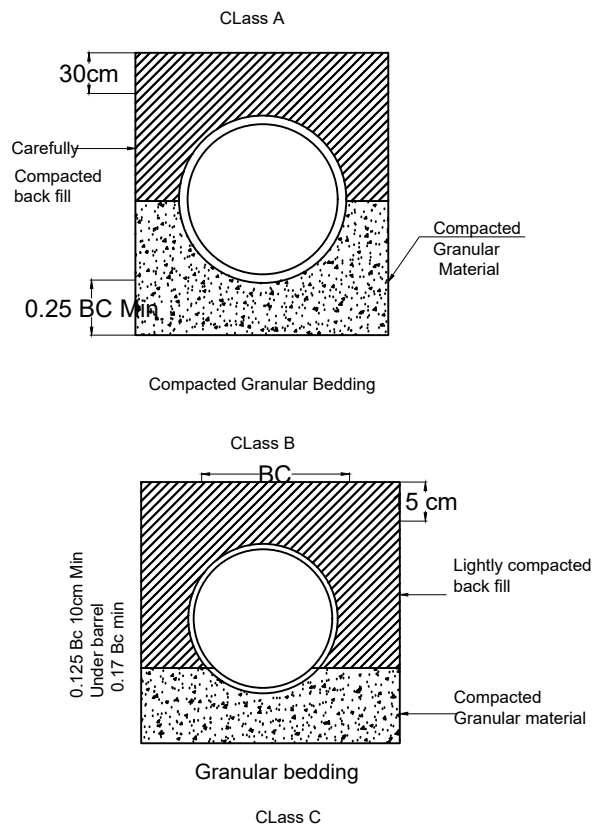 CLass A
30cm
Carefully
Compacted
back fill
Compacted
Granular
Material
0.25 BC Min
Compacted Granular Bedding
CLass B
BC
5 cm
Lightly compacted
back fill
0.125 Bc 10cm Min
Under barrel
0.17 Bc min
Compacted
Granular material
Granular bedding
CLass C